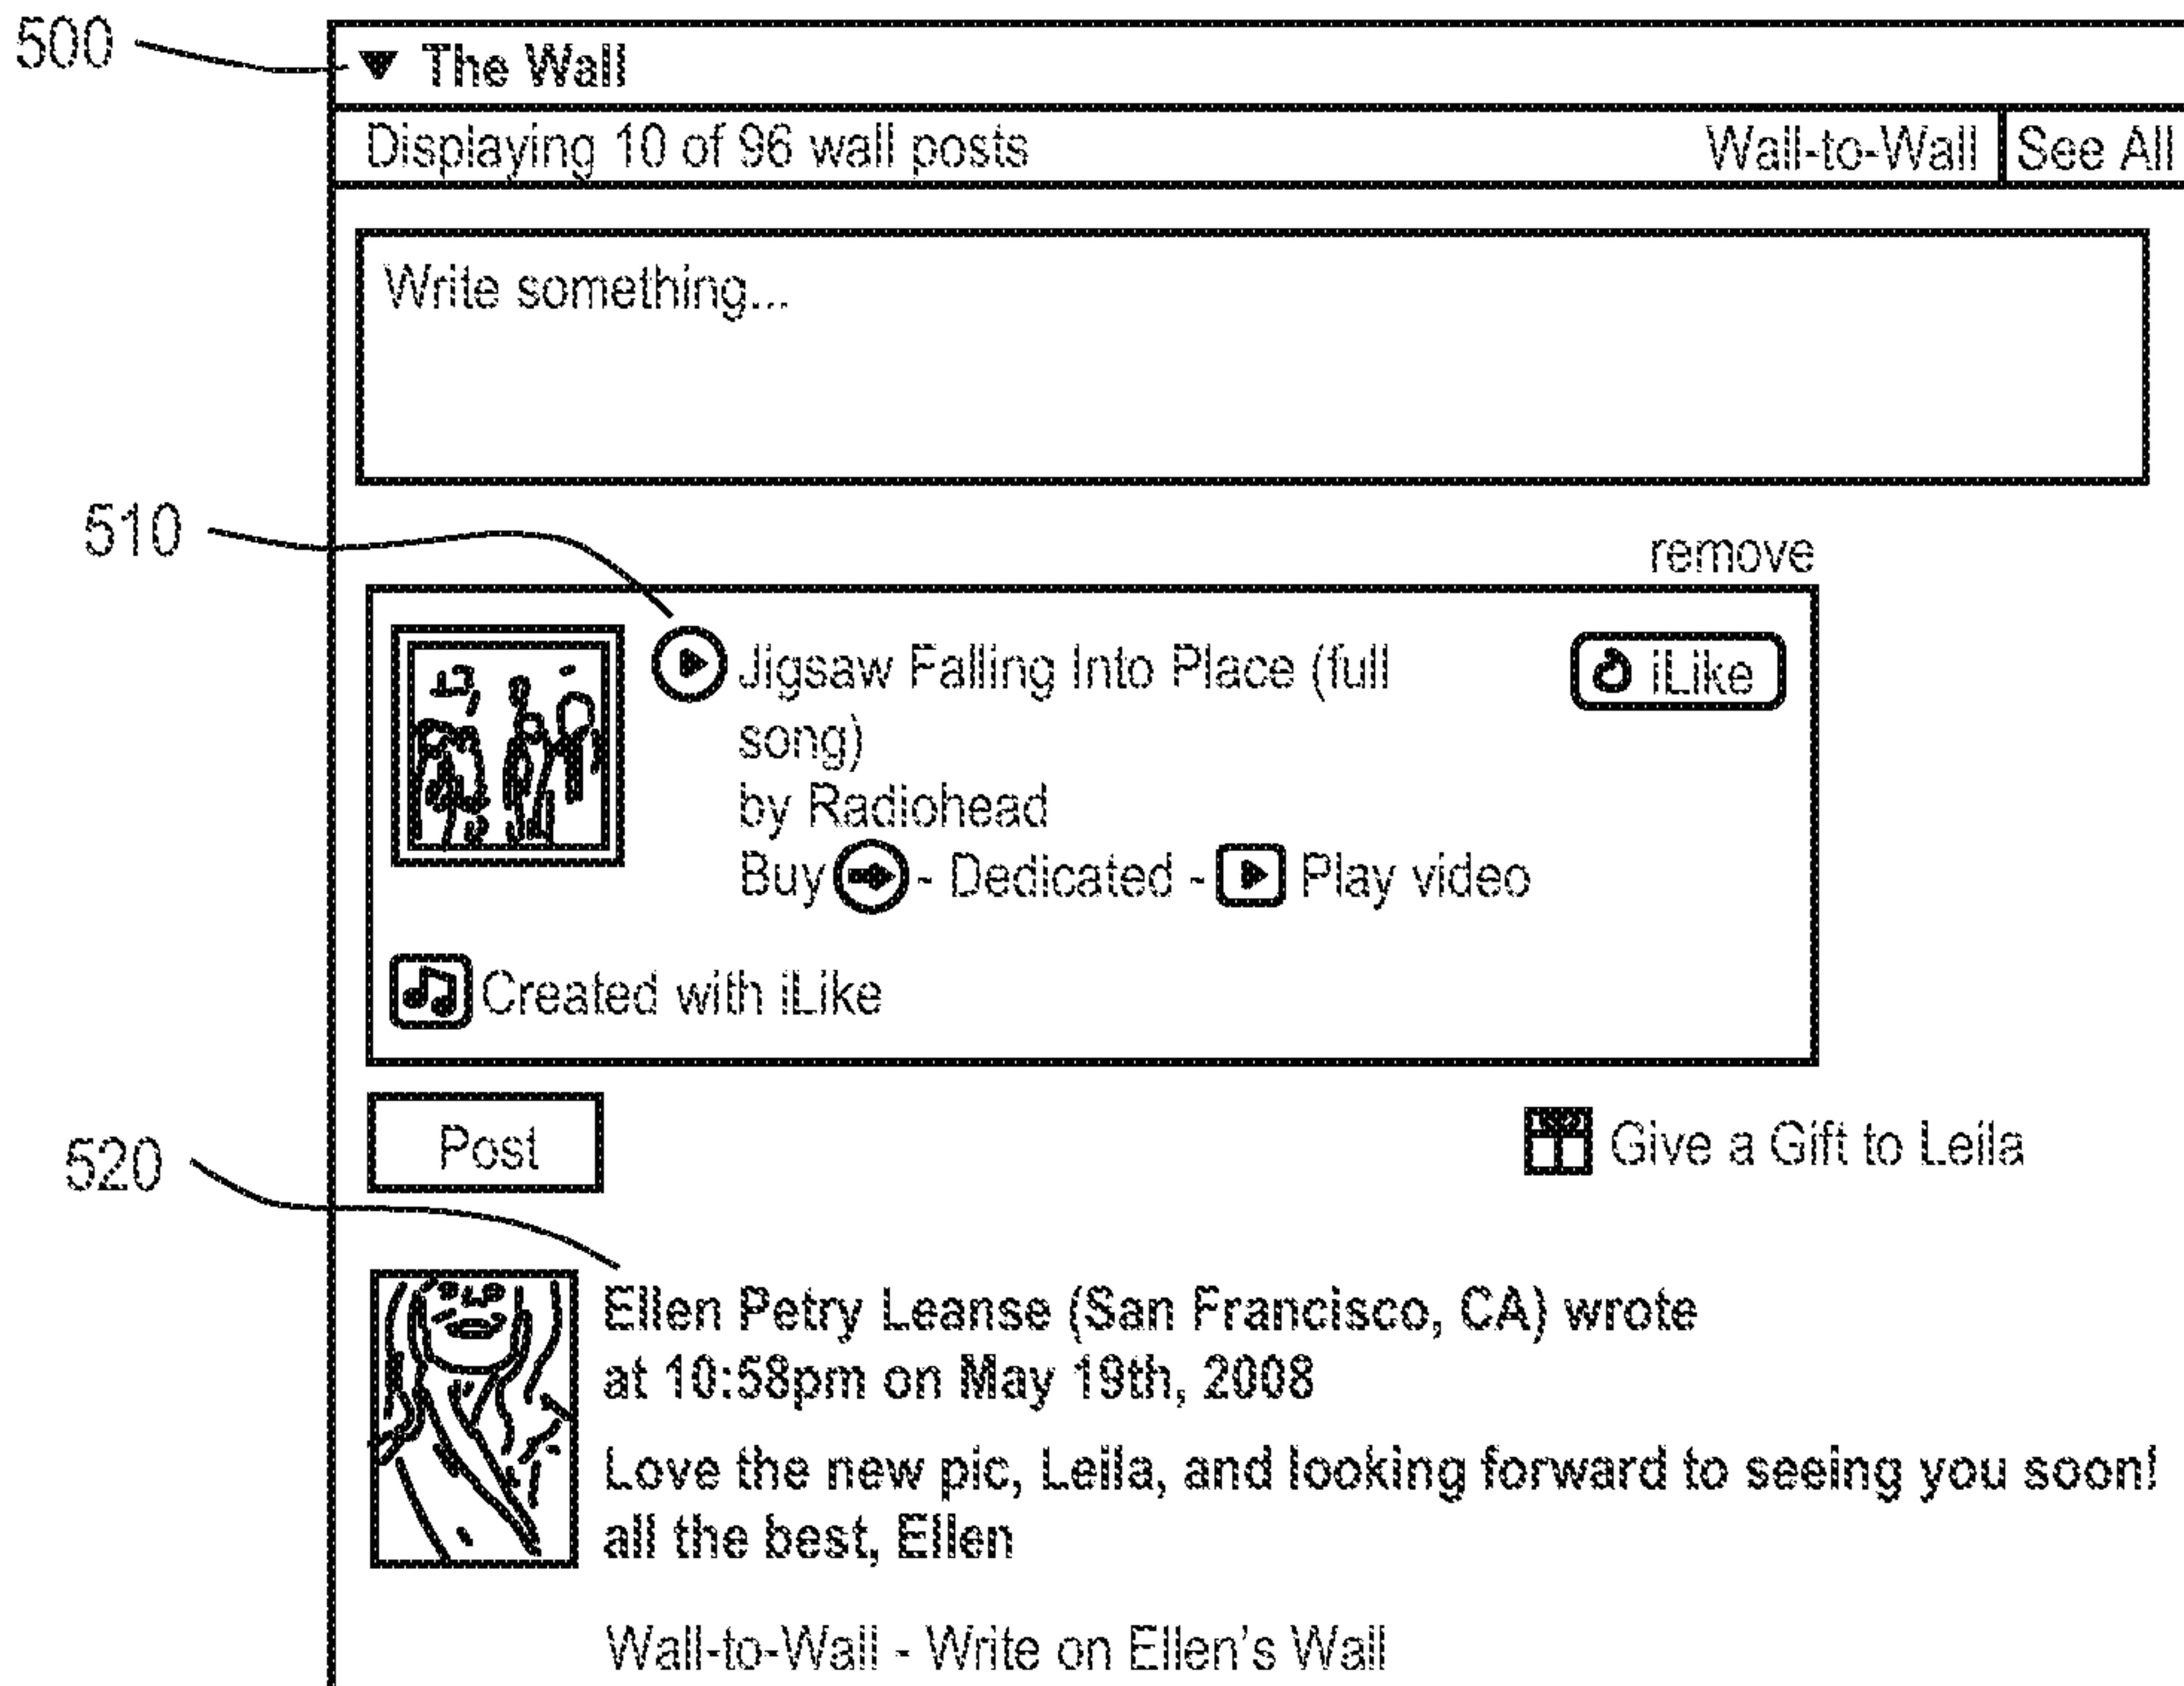 500
▼ The Wall
Displaying 10 of 96 wall posts Wall-to-Wall See All
Write something...
510
remove
Jigsaw Falling Into Place (full iLike
song)
by Radiohead
Buy - Dedicated - Play video
Created with iLike
Post Give a Gift to Leila
520
Ellen Petry Leanse (San Francisco, CA) wrote
at 10:58pm on May 19th, 2008
Love the new pic, Leila, and looking forward to seeing you soon!
all the best, Ellen
Wall-to-Wall - Write on Ellen's Wall